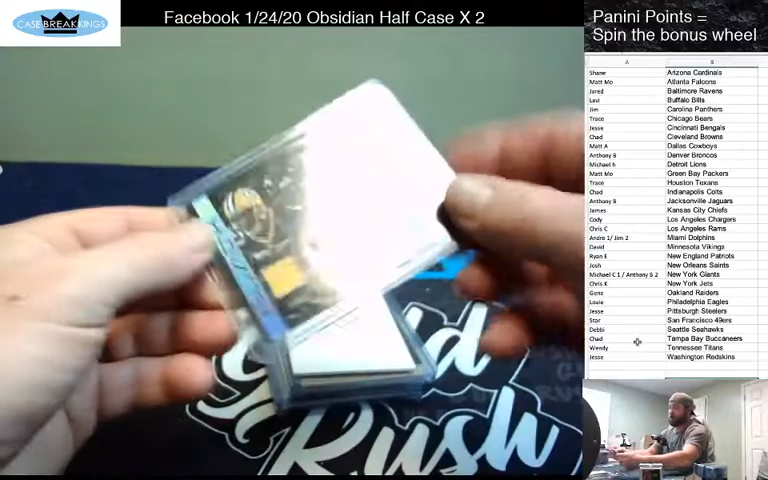 CASE BREAK KINGS
Facebook 1/24/20 Obsidian Half Case X 2
Panini Points =
Spin the bonus wheel
A B
Shane Arizona Cardinals
Matt Mo Atlanta Falcons
Jared Baltimore Ravens
Levi Buffalo Bills
Jim Carolina Panthers
Trace Chicago Bears
Jesse Cincinnati Bengals
Chad Cleveland Browns
Matt A Dallas Cowboys
Anthony B Denver Broncos
Michael h Detroit Lions
Matt Mo Green Bay Packers
Trace Houston Texans
Chad Indianapolis Colts
Anthony B Jacksonville Jaguars
James Kansas City Chiefs
Cody Los Angeles Chargers
Chris C Los Angeles Rams
Andre 1/ Jim 2 Miami Dolphins
David Minnesota Vikings
Ryan E New England Patriots
Josh New Orleans Saints
Michael C 1 / Anthony B 2 New York Giants
Chris K New York Jets
Gene Oakland Raiders
Louie Philadelphia Eagles
Jesse Pittsburgh Steelers
Star San Francisco 49ers
Debbi Seattle Seahawks
Chad Tampa Bay Buccaneers
Wendy Tennessee Titans
Jesse Washington Redskins
Gold
Rush